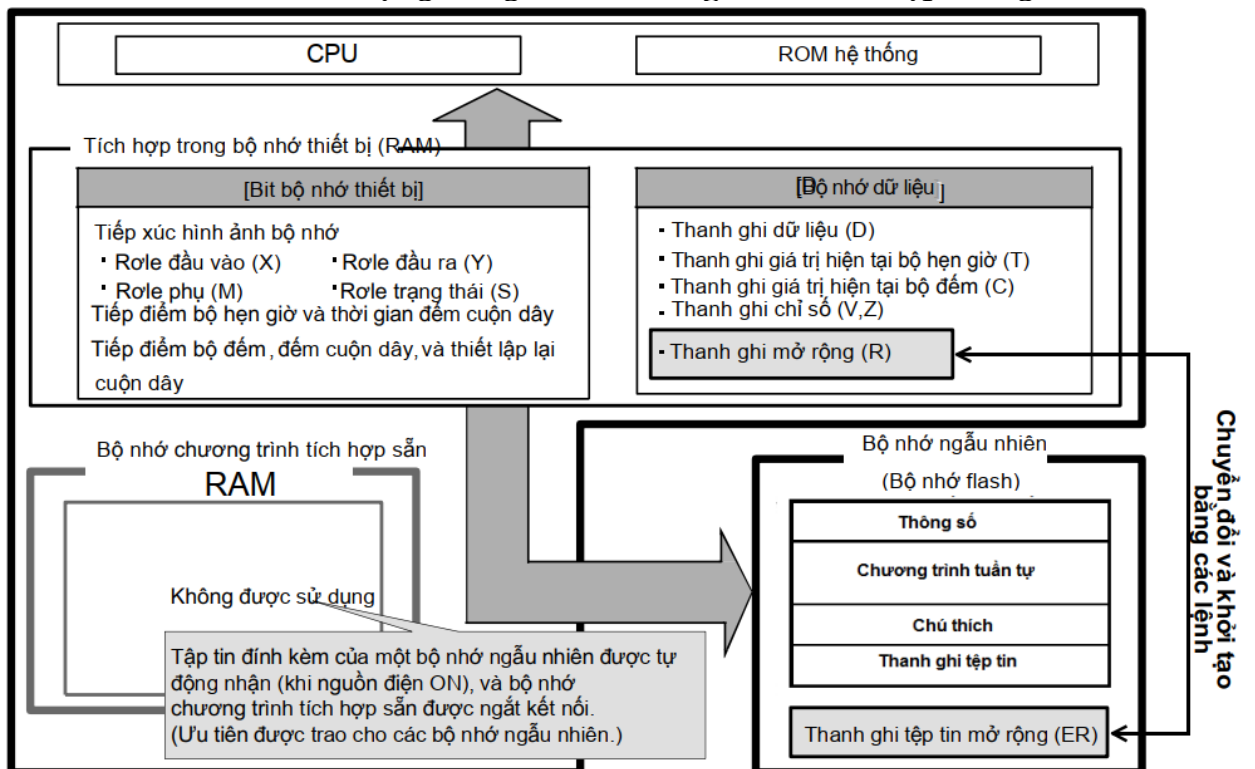 CPU
ROM hệ thống
Tích hợp trong bộ nhớ thiết bị (RAM)
[Bit bộ nhớ thiết bị]
Tiếp xúc hình ảnh bộ nhớ
▪ Rơle đầu vào (X) ▪ Rơle đầu ra (Y)
▪ Rơle phụ (M) ▪ Rơle trạng thái (S)
Tiếp điểm bộ hẹn giờ và thời gian đếm cuộn dây
Tiếp điểm bộ đếm, đếm cuộn dây, và thiết lập lại
cuộn dây
[Bộ nhớ dữ liệu]
- Thanh ghi dữ liệu (D)
- Thanh ghi giá trị hiện tại bộ hẹn giờ (T)
- Thanh ghi giá trị hiện tại bộ đếm (C)
- Thanh ghi chỉ số (V,Z)
- Thanh ghi mở rộng (R)
Bộ nhớ chương trình tích hợp sẵn
RAM
Không được sử dụng
Tập tin đính kèm của một bộ nhớ ngẫu nhiên được tự
động nhận (khi nguồn điện ON), và bộ nhớ
chương trình tích hợp sẵn được ngắt kết nối.
(Ưu tiên được trao cho các bộ nhớ ngẫu nhiên.)
Bộ nhớ ngẫu nhiên
(Bộ nhớ flash)
Thông số
Chương trình tuần tự
Chú thích
Thanh ghi tệp tin
Thanh ghi tệp tin mở rộng (ER)
Chuyển đổi và khởi tạo
bằng các lệnh